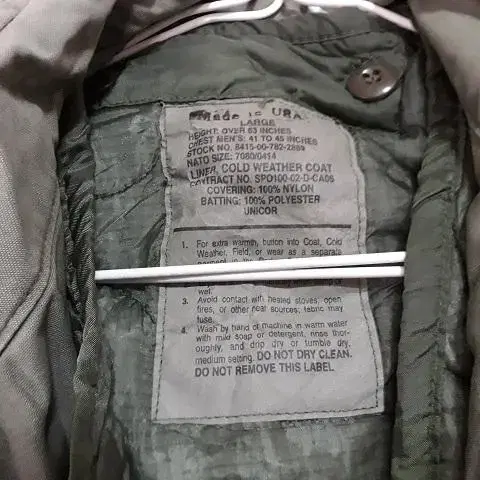 Made in USA
LARGE
HEIGHT: OVER 63 INCHES
CHEST MEN'S: 41 TO 45 INCHES
STOCK NO. 8415-00-782-2889
NATO SIZE: 7080/0414
LINER, COLD WEATHER COAT
CONTRACT NO. SPO100-02-D-CA06
COVERING: 100% NYLON
BATTING: 100% POLYESTER
UNICOR
1. For extra warmth, button into Coat, Cold
Weather, Field, or wear as a separate
wet.
3. Avoid contact with heated stoves, open
fires, or other heat sources, fabric may
fuse.
4. Wash by hand or machine in warm water
with mild soap or detergent, rinse thor-
oughly, and drip dry or tumble dry,
medium setting. DO NOT DRY CLEAN.
DO NOT REMOVE THIS LABEL